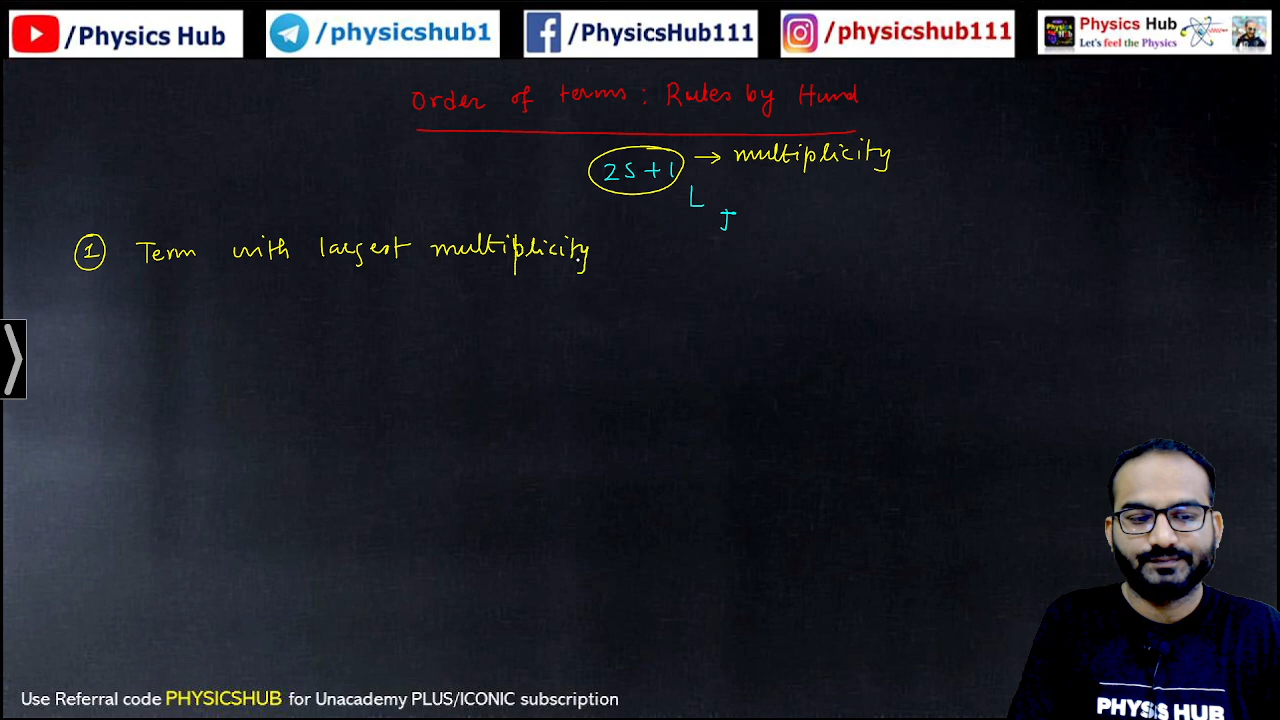 /Physics Hub
/physicshub1
/PhysicsHub111
/physicshub111
Physics Hub
Let's feel the Physics
Order of terms : Rules by Hund
2S+1 → multiplicity
L
J
① Term with largest multiplicity
Use Referral code PHYSICSHUB for Unacademy PLUS/ICONIC subscription
PHYSICS HUB